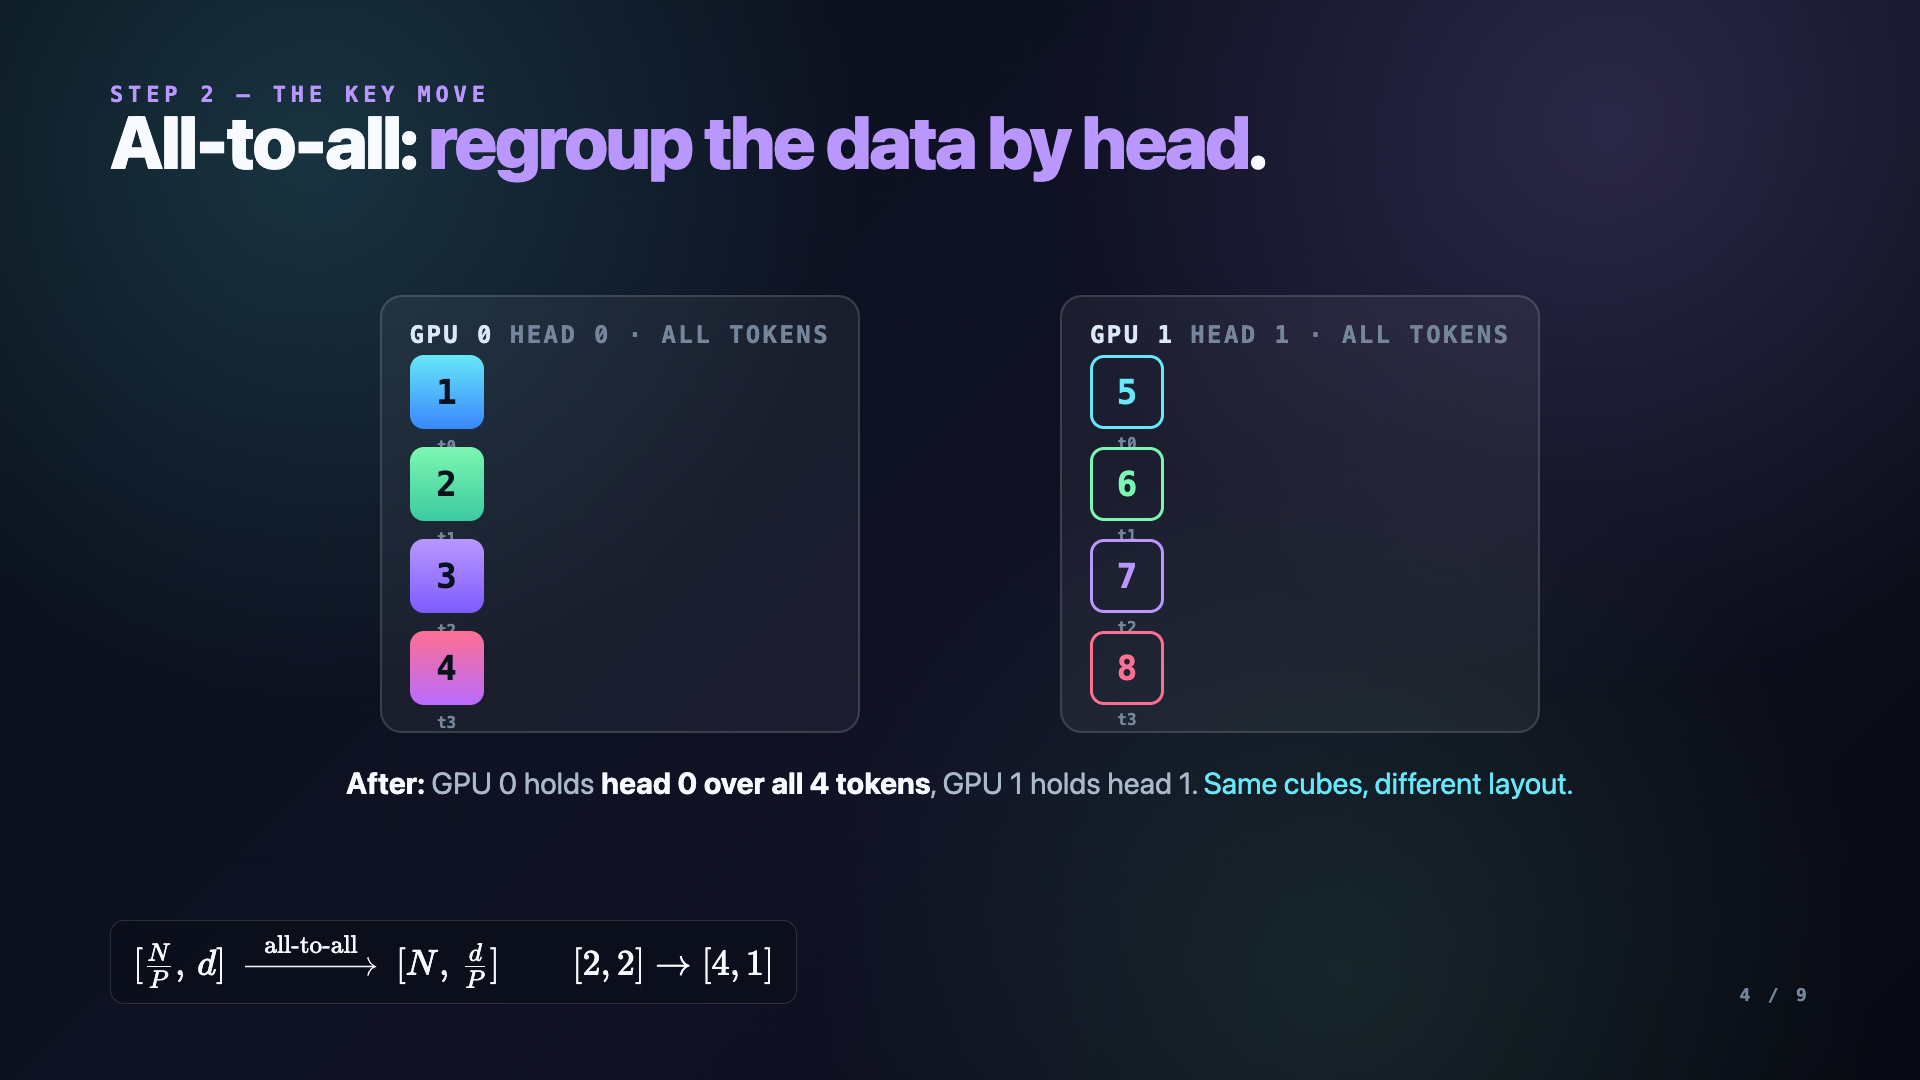 STEP 2 — THE KEY MOVE
All-to-all: regroup the data by head.
GPU 0 HEAD 0 · ALL TOKENS
1
t0
2
t1
3
t2
4
t3
GPU 1 HEAD 1 · ALL TOKENS
5
t0
6
t1
7
t2
8
t3
After: GPU 0 holds head 0 over all 4 tokens, GPU 1 holds head 1. Same cubes, different layout.
[N/P, d] all-to-all⟶ [N, d/P] [2, 2] → [4, 1]
4 / 9